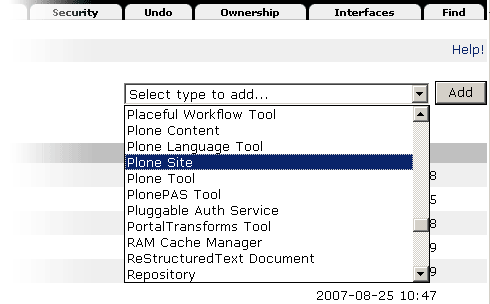 Security Undo Ownership Interfaces Find
Help!
Select type to add... Add
Placeful Workflow Tool
Plone Content
Plone Language Tool
Plone Site
Plone Tool 8
PlonePAS Tool 5
Pluggable Auth Service
PortalTransforms Tool 8
RAM Cache Manager 9
ReStructuredText Document
Repository 9
2007-08-25 10:47